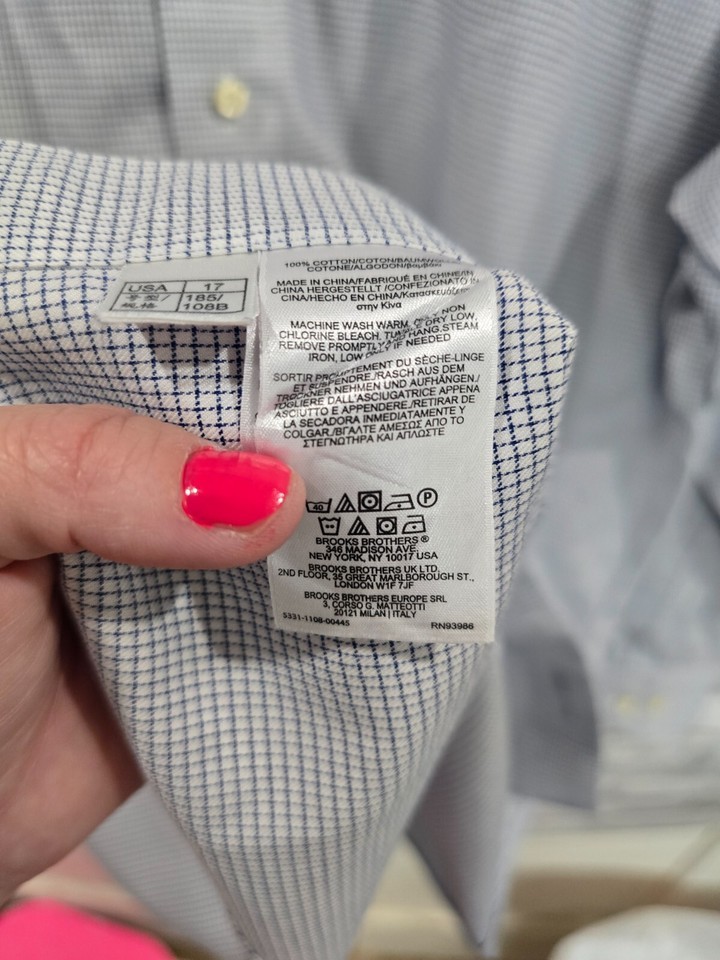 USA 17
号型/ 185/
规格 108B
100% COTTON/COTON/BAUMWOLLE/
COTONE/ALGODON/βαμβάκι
MADE IN CHINA/FABRIQUÉ EN CHINE/IN
CHINA HERGESTELLT /CONFEZIONATO IN
CINA/HECHO EN CHINA/Κατασκευάζεται
στην Κίνα
MACHINE WASH WARM, ONLY NON
CHLORINE BLEACH. TUMBLE DRY LOW,
HANG.STEAM
REMOVE PROMPTLY. IF NEEDED
IRON, LOW
SORTIR PROMPTEMENT DU SÈCHE-LINGE
ET SUSPENDRE./RASCH AUS DEM
TROCKNER NEHMEN UND AUFHÄNGEN./
TOGLIERE DALL'ASCIUGATRICE APPENA
ASCIUTTO E APPENDERE./RETIRAR DE
LA SECADORA INMEDIATAMENTE Y
COLGAR./ΒΓΑΛΤΕ ΑΜΕΣΩΣ ΑΠΟ ΤΟ
ΣΤΕΓΝΩΤΗΡΑ ΚΑΙ ΑΠΛΩΣΤΕ
40 P
BROOKS BROTHERS ®
346 MADISON AVE.
NEW YORK, NY 10017 USA
BROOKS BROTHERS UK LTD.
2ND FLOOR, 35 GREAT MARLBOROUGH ST.,
LONDON W1F 7JF
BROOKS BROTHERS EUROPE SRL
3, CORSO G. MATTEOTTI
20121 MILAN | ITALY
5331-1108-00445 RN93986